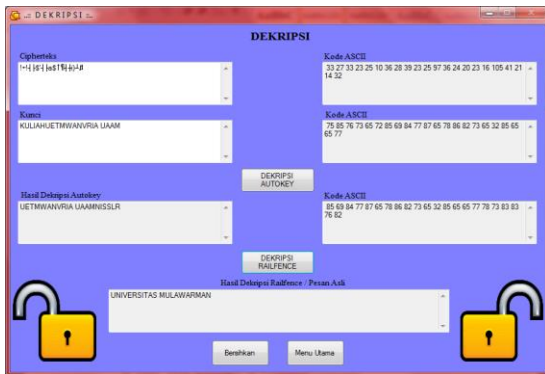 ..:: D E K R I P S I ::..
DEKRIPSI
Cipherteks
Kode ASCII
33 27 33 23 25 10 36 28 39 23 25 97 36 24 20 23 16 105 41 21
14 32
Kunci
Kode ASCII
KULIAHUETMWANVRIA UAAM
75 85 76 73 65 72 85 69 84 77 87 65 78 86 82 73 65 32 85 65
65 77
DEKRIPSI
AUTOKEY
Hasil Dekripsi Autokey
Kode ASCII
UETMWANVRIA UAAMNISSLR
85 69 84 77 87 65 78 86 82 73 65 32 85 65 65 77 78 73 83 83
76 82
DEKRIPSI
RAILFENCE
Hasil Dekripsi Railfence / Pesan Asli
UNIVERSITAS MULAWARMAN
Bersihkan
Menu Utama